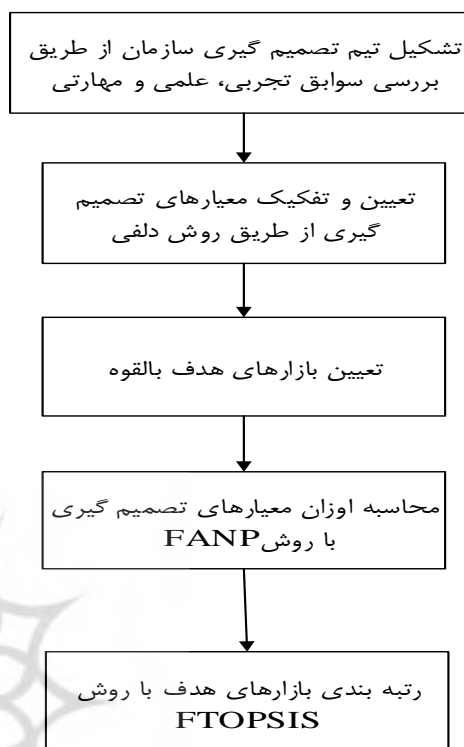 تشکیل تیم تصمیم گیری سازمان از طریق
بررسی سوابق تجربی، علمی و مهارتی
تعیین و تفکیک معیارهای تصمیم
گیری از طریق روش دلفی
تعیین بازارهای هدف بالقوه
محاسبه اوزان معیارهای تصمیم گیری
با روش FANP
رتبه بندی بازارهای هدف با روش
FTOPSIS